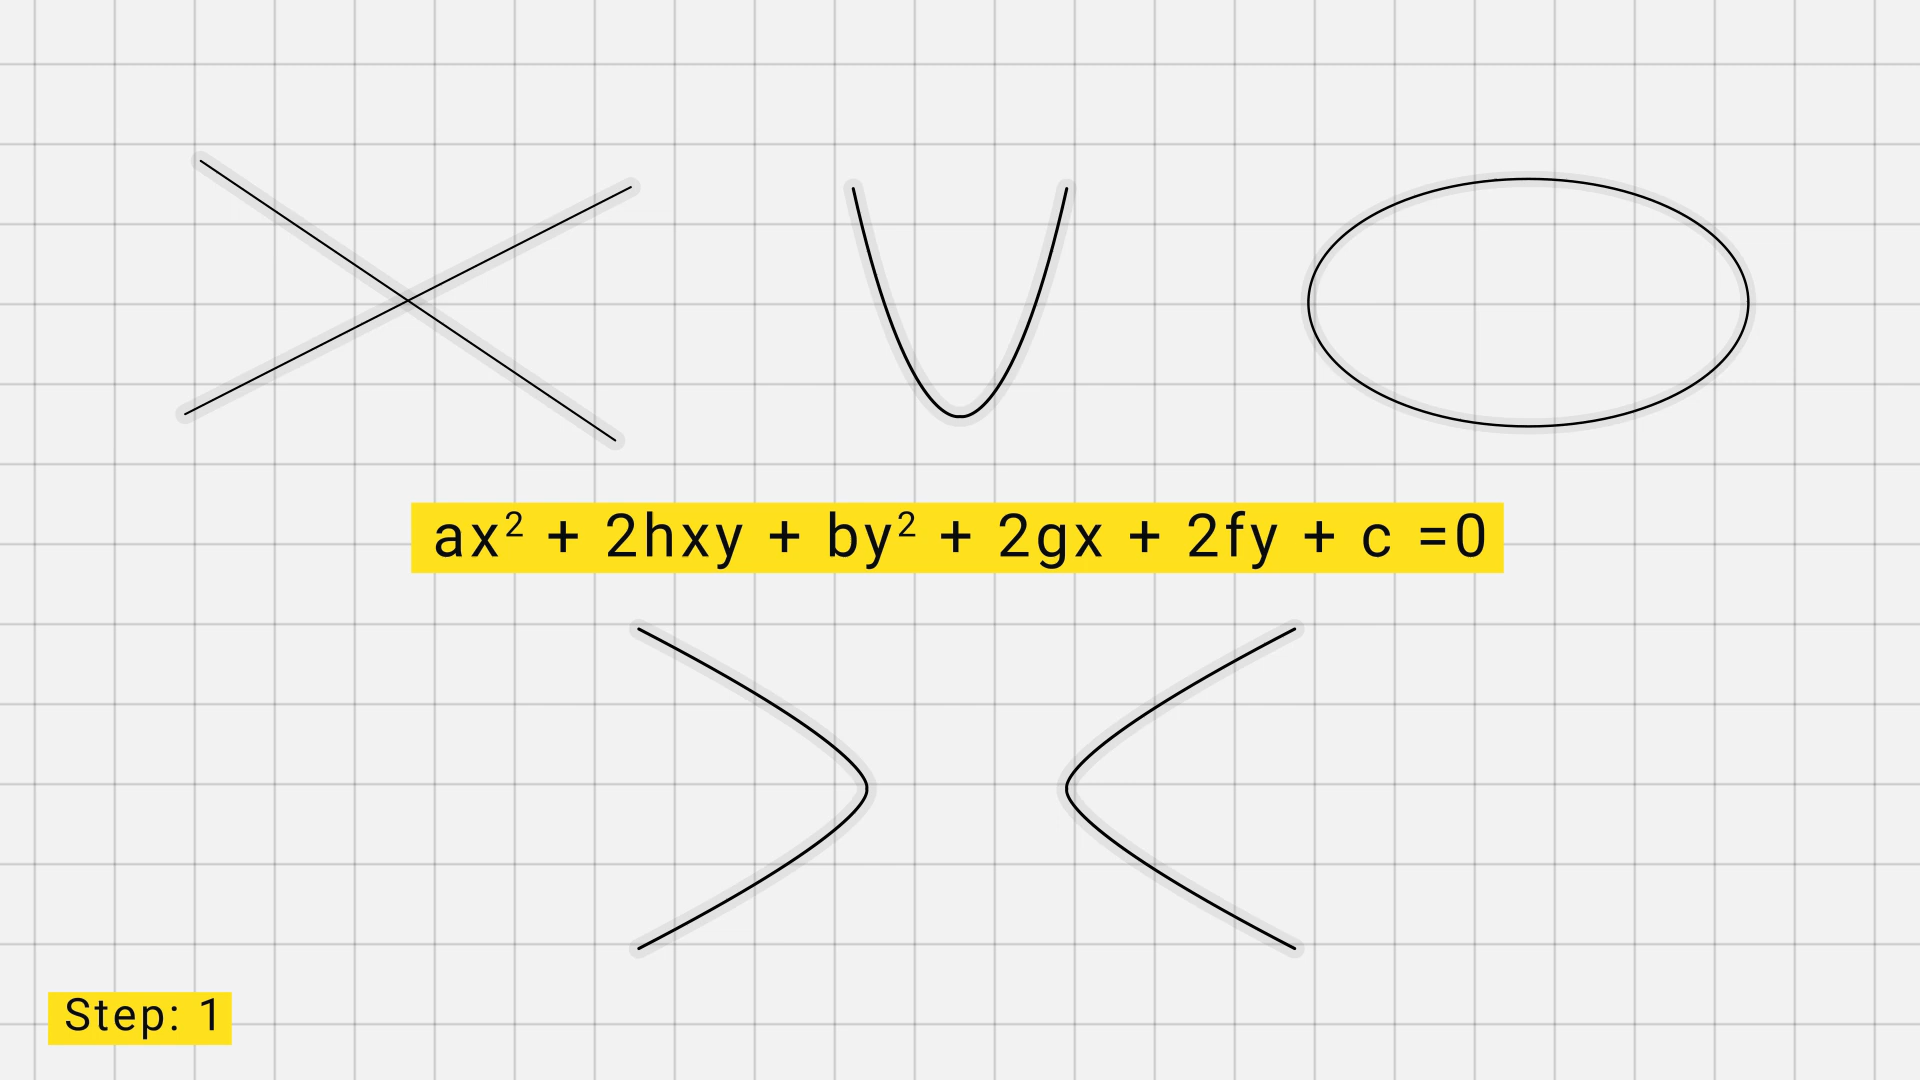 ax² + 2hxy + by² + 2gx + 2fy + c =0
Step: 1